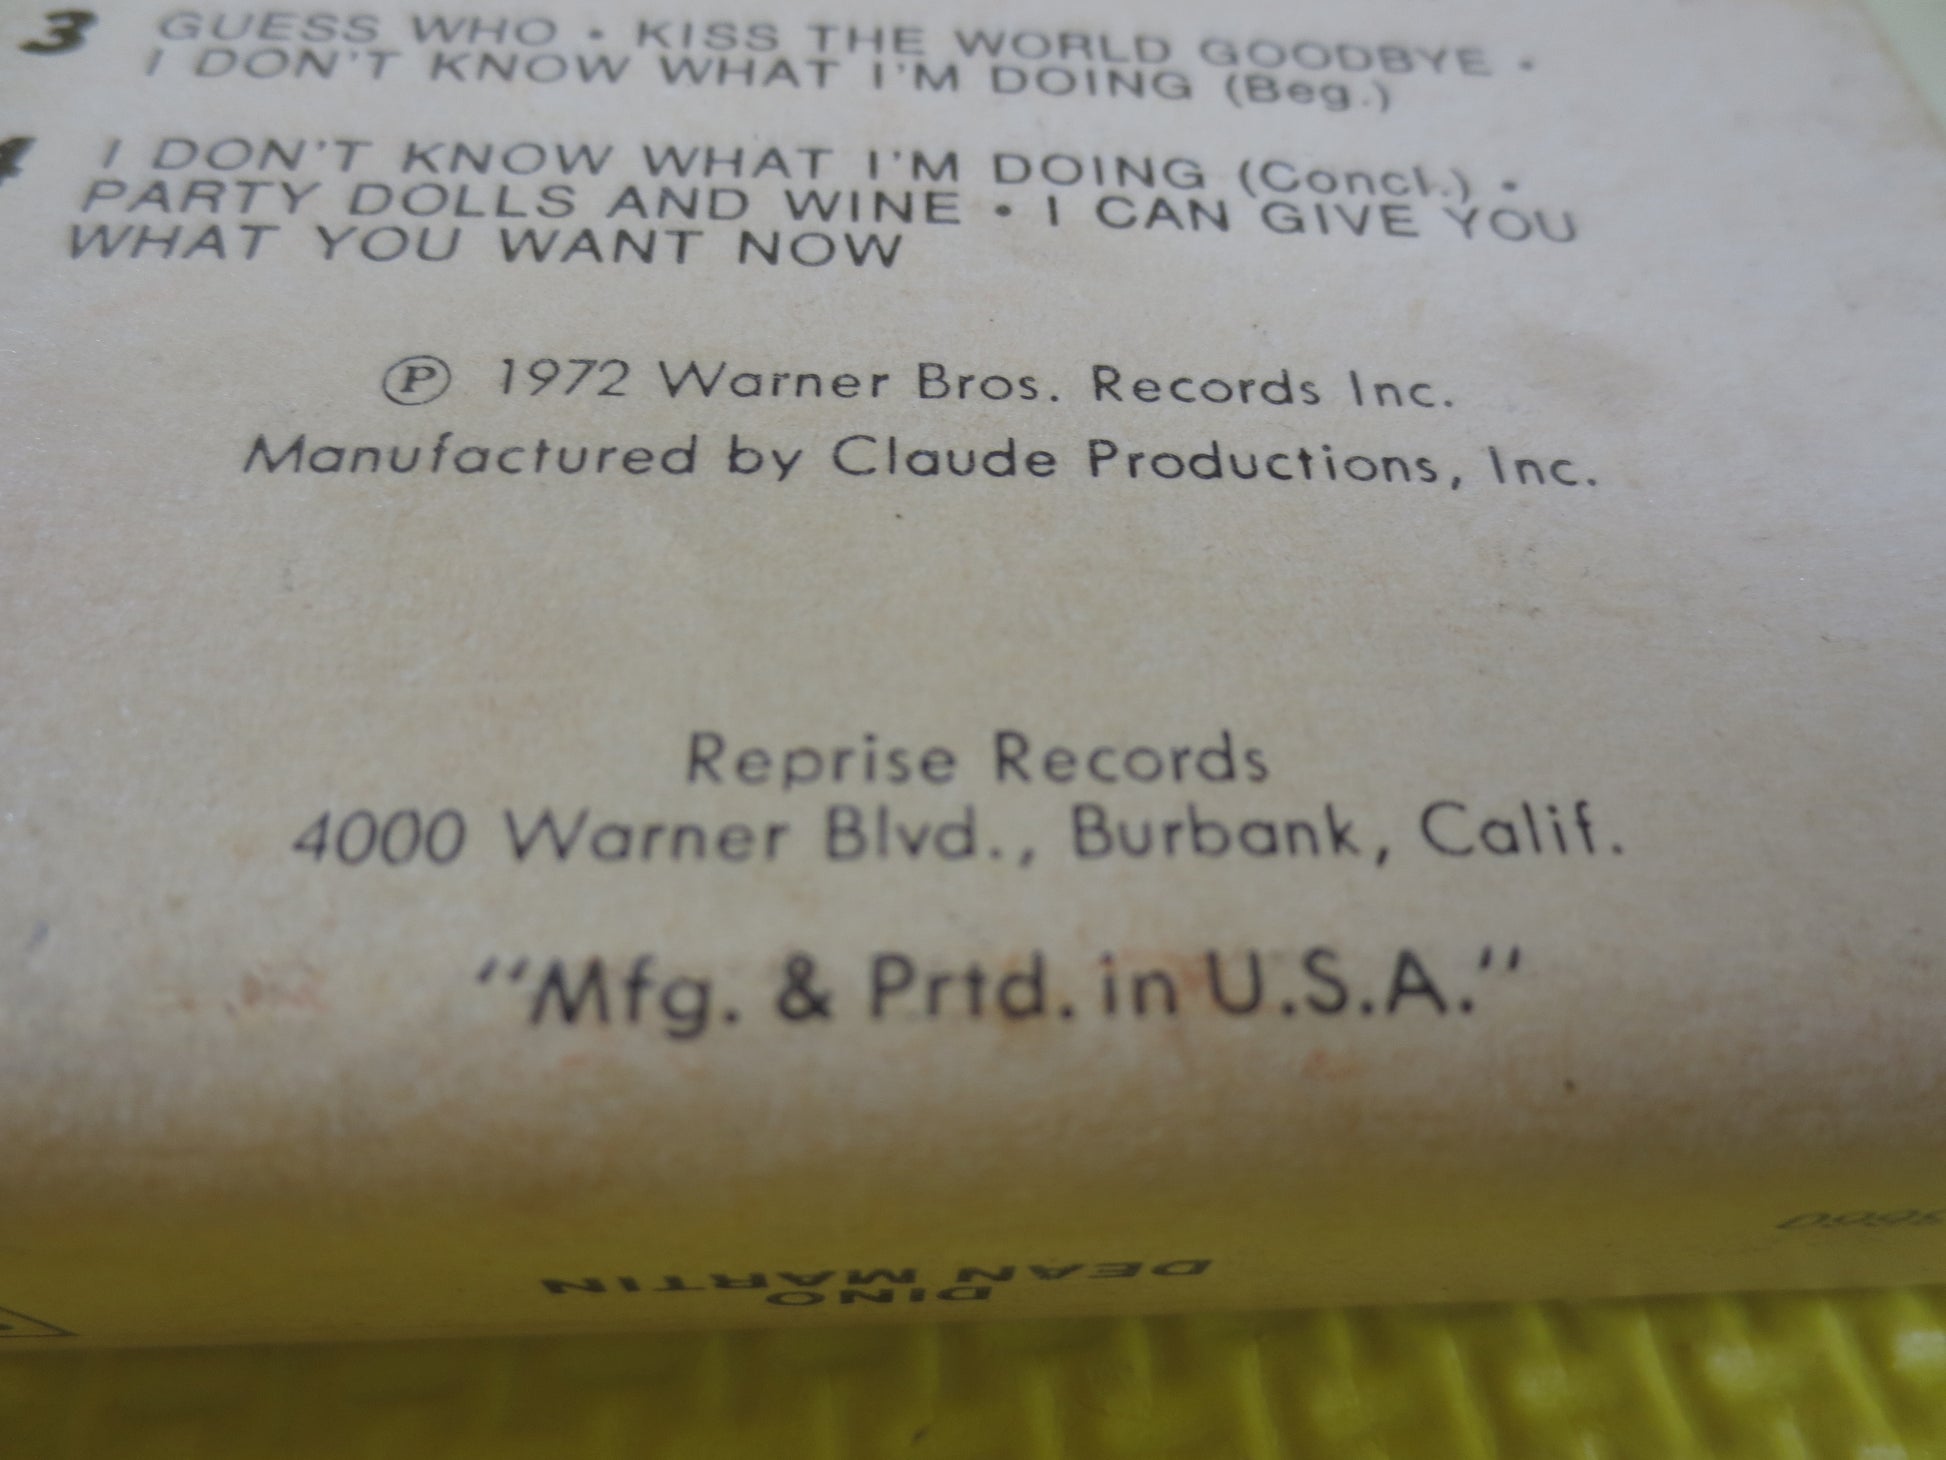 3 GUESS WHO • KISS THE WORLD GOODBYE •
I DON'T KNOW WHAT I'M DOING (Beg.)
4 I DON'T KNOW WHAT I'M DOING (Concl.) •
PARTY DOLLS AND WINE • I CAN GIVE YOU
WHAT YOU WANT NOW
Ⓟ 1972 Warner Bros. Records Inc.
Manufactured by Claude Productions, Inc.
Reprise Records
4000 Warner Blvd., Burbank, Calif.
"Mfg. & Prtd. in U.S.A."
DINO
DEAN MARTIN